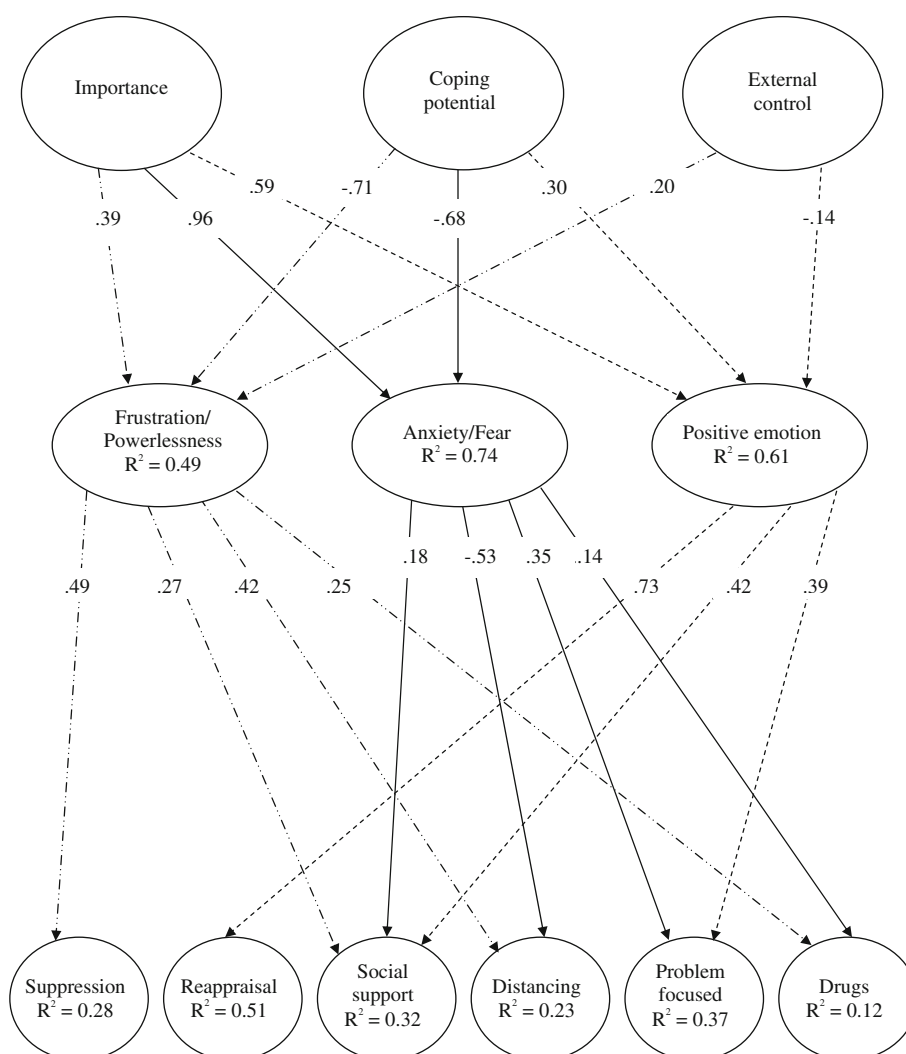 Importance
Coping
potential
External
control
.59
-.71
.30
.20
.39
.96
-.68
-.14
Frustration/
Powerlessness
R² = 0.49
Anxiety/Fear
R² = 0.74
Positive emotion
R² = 0.61
.18
-.53
.35
.14
.49
.27
.42
.25
.73
.42
.39
Suppression
R² = 0.28
Reappraisal
R² = 0.51
Social
support
R² = 0.32
Distancing
R² = 0.23
Problem
focused
R² = 0.37
Drugs
R² = 0.12